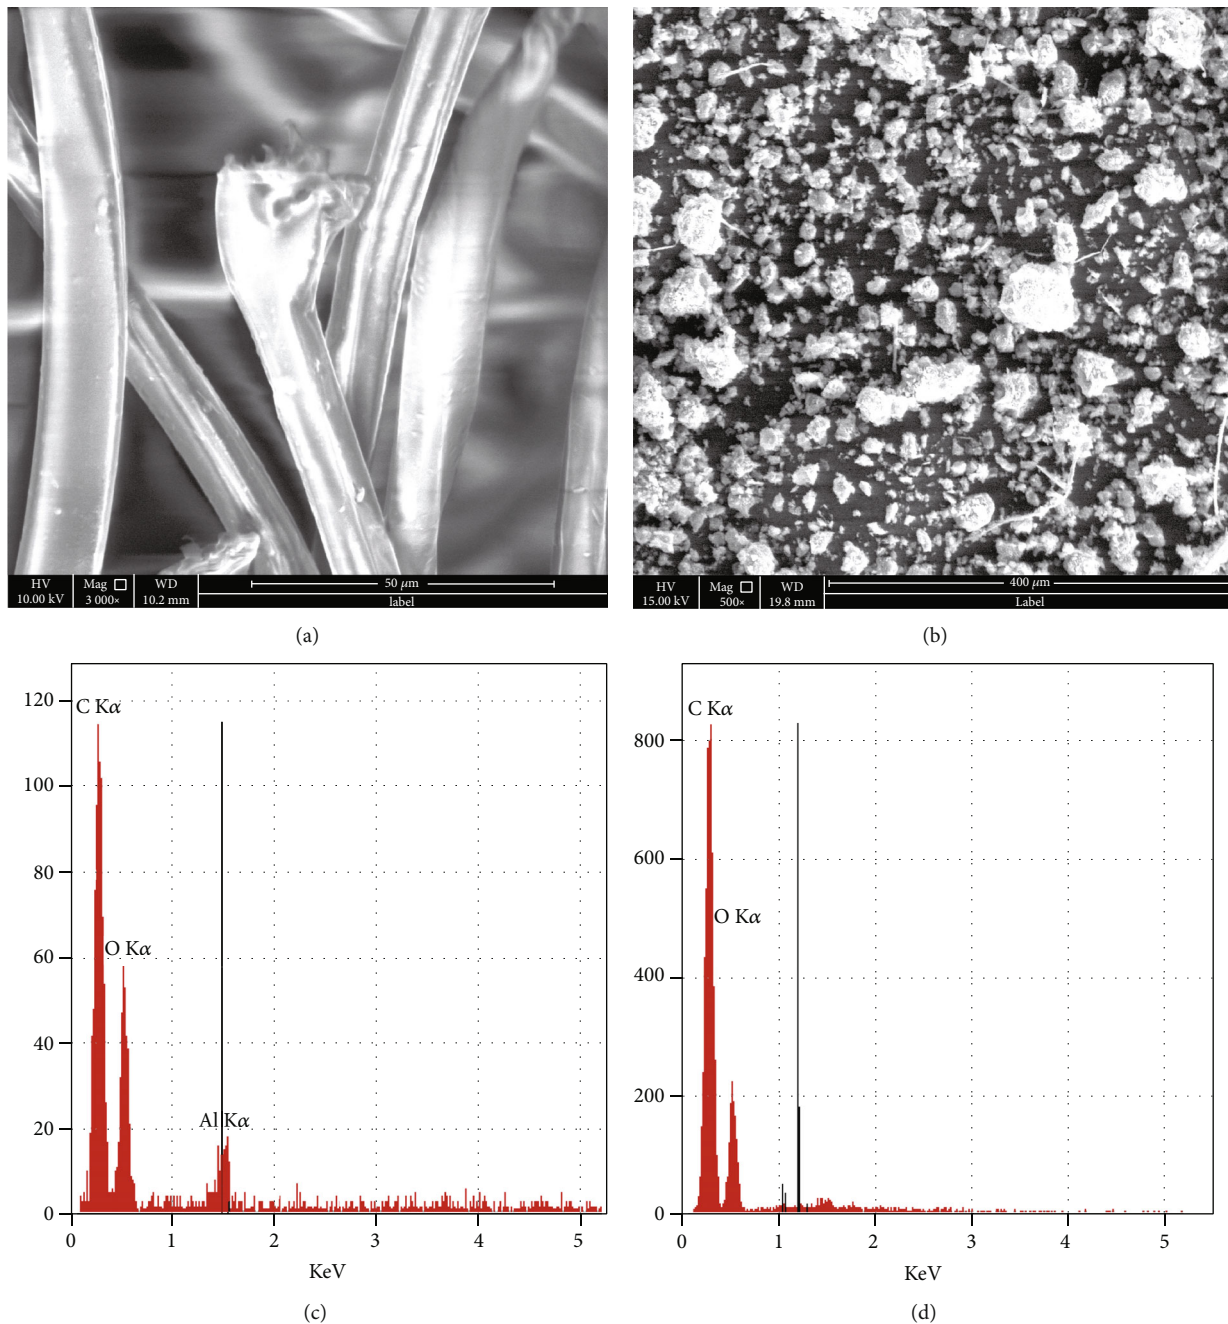 HV Mag WD 50 μm
10.00 kV 3 000× 10.2 mm label
(a)
HV Mag WD 400 μm
15.00 kV 500× 19.8 mm Label
(b)
120
100
80
60
40
20
0
C Kα
O Kα
Al Kα
0 1 2 3 4 5
KeV
(c)
800
600
400
200
0
C Kα
O Kα
0 1 2 3 4 5
KeV
(d)